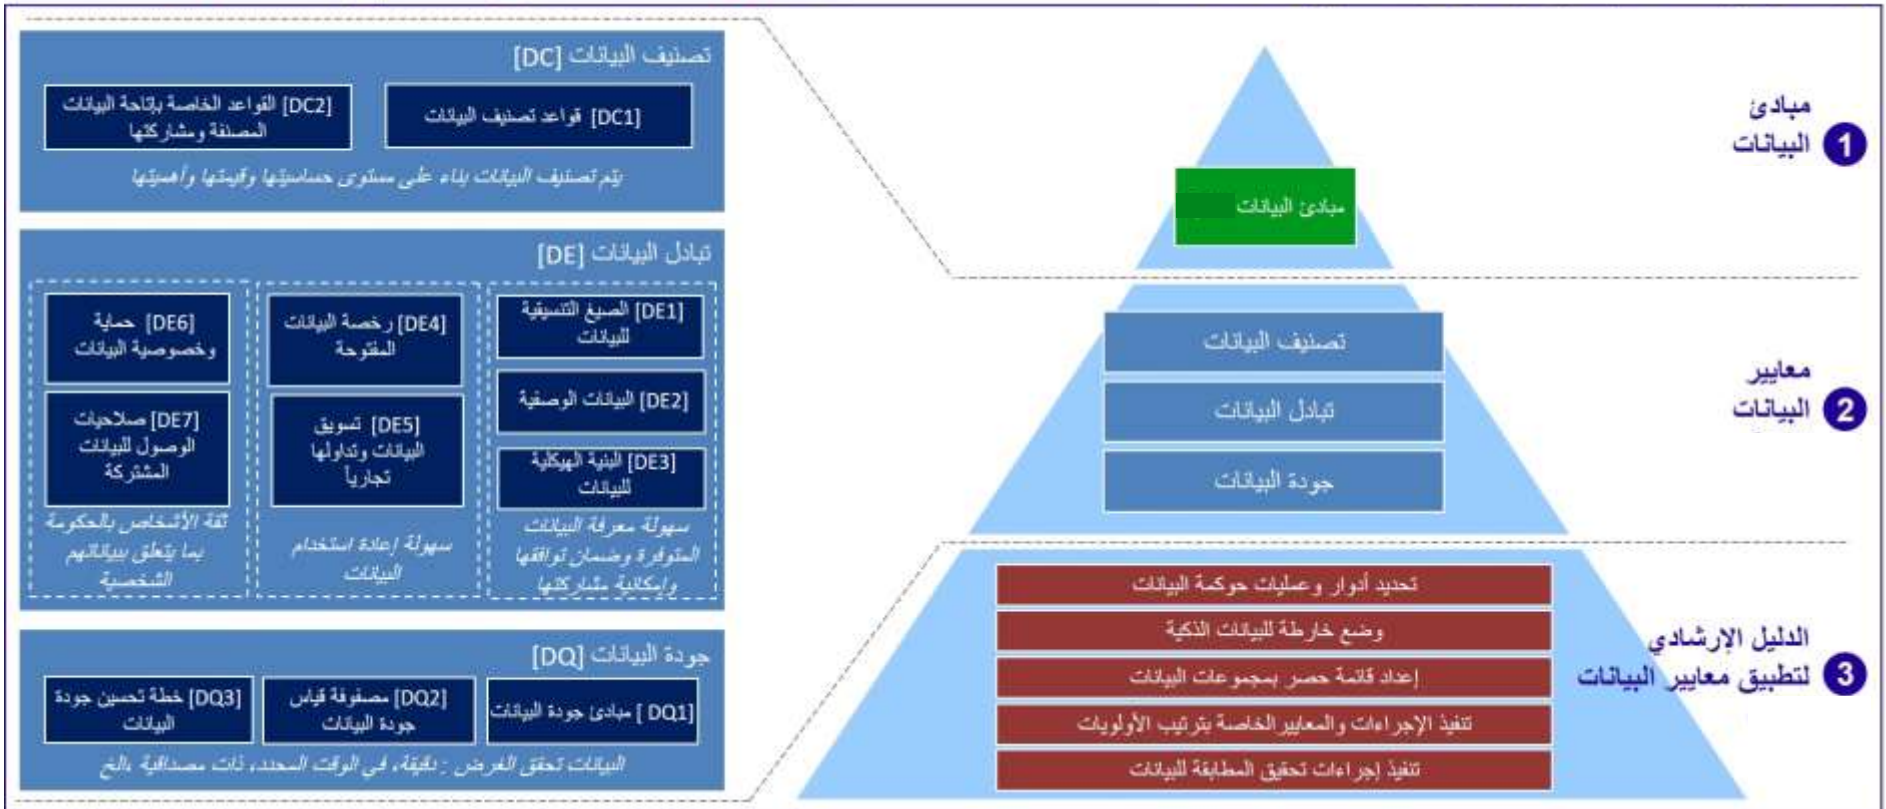 مبادئ
البيانات
1
مبادئ البيانات
معايير
البيانات
2
تصنيف البيانات
تبادل البيانات
جودة البيانات
الدليل الإرشادي
لتطبيق معايير البيانات
3
تحديد أدوار وعمليات حوكمة البيانات
وضع خارطة للبيانات الذكية
إعداد قائمة حصر بمجموعات البيانات
تنفيذ الإجراءات والمعايير الخاصة بترتيب الأولويات
تنفيذ إجراءات تحقيق المطابقة للبيانات
تصنيف البيانات [DC]
[DC1] قواعد تصنيف البيانات
[DC2] القواعد الخاصة بإتاحة البيانات
المصنفة ومشاركتها
يتم تصنيف البيانات بناء على مستوى حساسيتها وقيمتها وأهميتها
تبادل البيانات [DE]
[DE1] الصيغ التنسيقية
للبيانات
[DE2] البيانات الوصفية
[DE3] البنية الهيكلية
للبيانات
سهولة معرفة البيانات
المتوفرة وضمان توافقها
وإمكانية مشاركتها
[DE4] رخصة البيانات
المفتوحة
[DE5] تسويق
البيانات وتداولها
تجارياً
سهولة إعادة استخدام
البيانات
[DE6] حماية
وخصوصية البيانات
[DE7] صلاحيات
الوصول للبيانات
المشتركة
ثقة الأشخاص بالحكومة
بما يتعلق ببياناتهم
الشخصية
جودة البيانات [DQ]
[DQ1 ] مبادئ جودة البيانات
[DQ2] مصفوفة قياس
جودة البيانات
[DQ3] خطة تحسين جودة
البيانات
البيانات تحقق الغرض : دقيقة، في الوقت المحدد، ذات مصداقية ،الخ